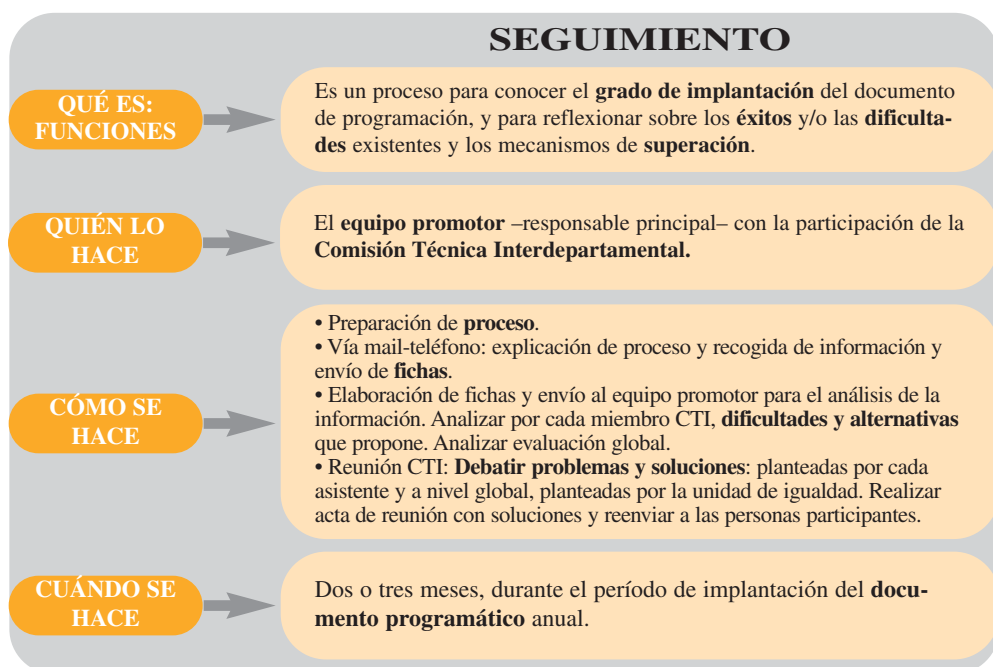 SEGUIMIENTO
QUÉ ES:
FUNCIONES
Es un proceso para conocer el grado de implantación del documento
de programación, y para reflexionar sobre los éxitos y/o las dificulta-
des existentes y los mecanismos de superación.
QUIÉN LO
HACE
El equipo promotor –responsable principal– con la participación de la
Comisión Técnica Interdepartamental.
CÓMO SE
HACE
• Preparación de proceso.
• Vía mail-teléfono: explicación de proceso y recogida de información y
envío de fichas.
• Elaboración de fichas y envío al equipo promotor para el análisis de la
información. Analizar por cada miembro CTI, dificultades y alternativas
que propone. Analizar evaluación global.
• Reunión CTI: Debatir problemas y soluciones: planteadas por cada
asistente y a nivel global, planteadas por la unidad de igualdad. Realizar
acta de reunión con soluciones y reenviar a las personas participantes.
CUÁNDO SE
HACE
Dos o tres meses, durante el período de implantación del docu-
mento programático anual.